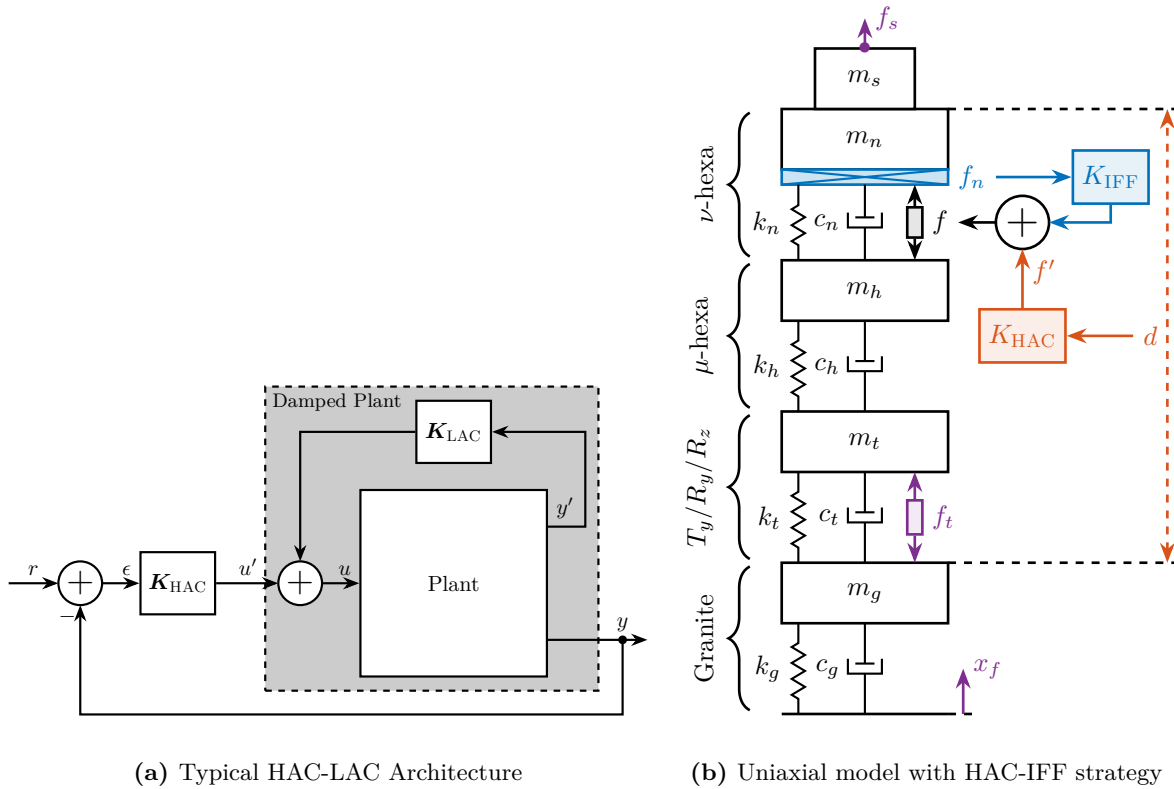 Damped Plant
K_LAC
y′
r
ϵ
K_HAC
u′
u
Plant
y
−
(a) Typical HAC-LAC Architecture
f_s
m_s
m_n
f_n
K_IFF
ν-hexa
k_n
c_n
f
f′
m_h
K_HAC
d
μ-hexa
k_h
c_h
m_t
T_y/R_y/R_z
k_t
c_t
f_t
m_g
Granite
k_g
c_g
x_f
(b) Uniaxial model with HAC-IFF strategy